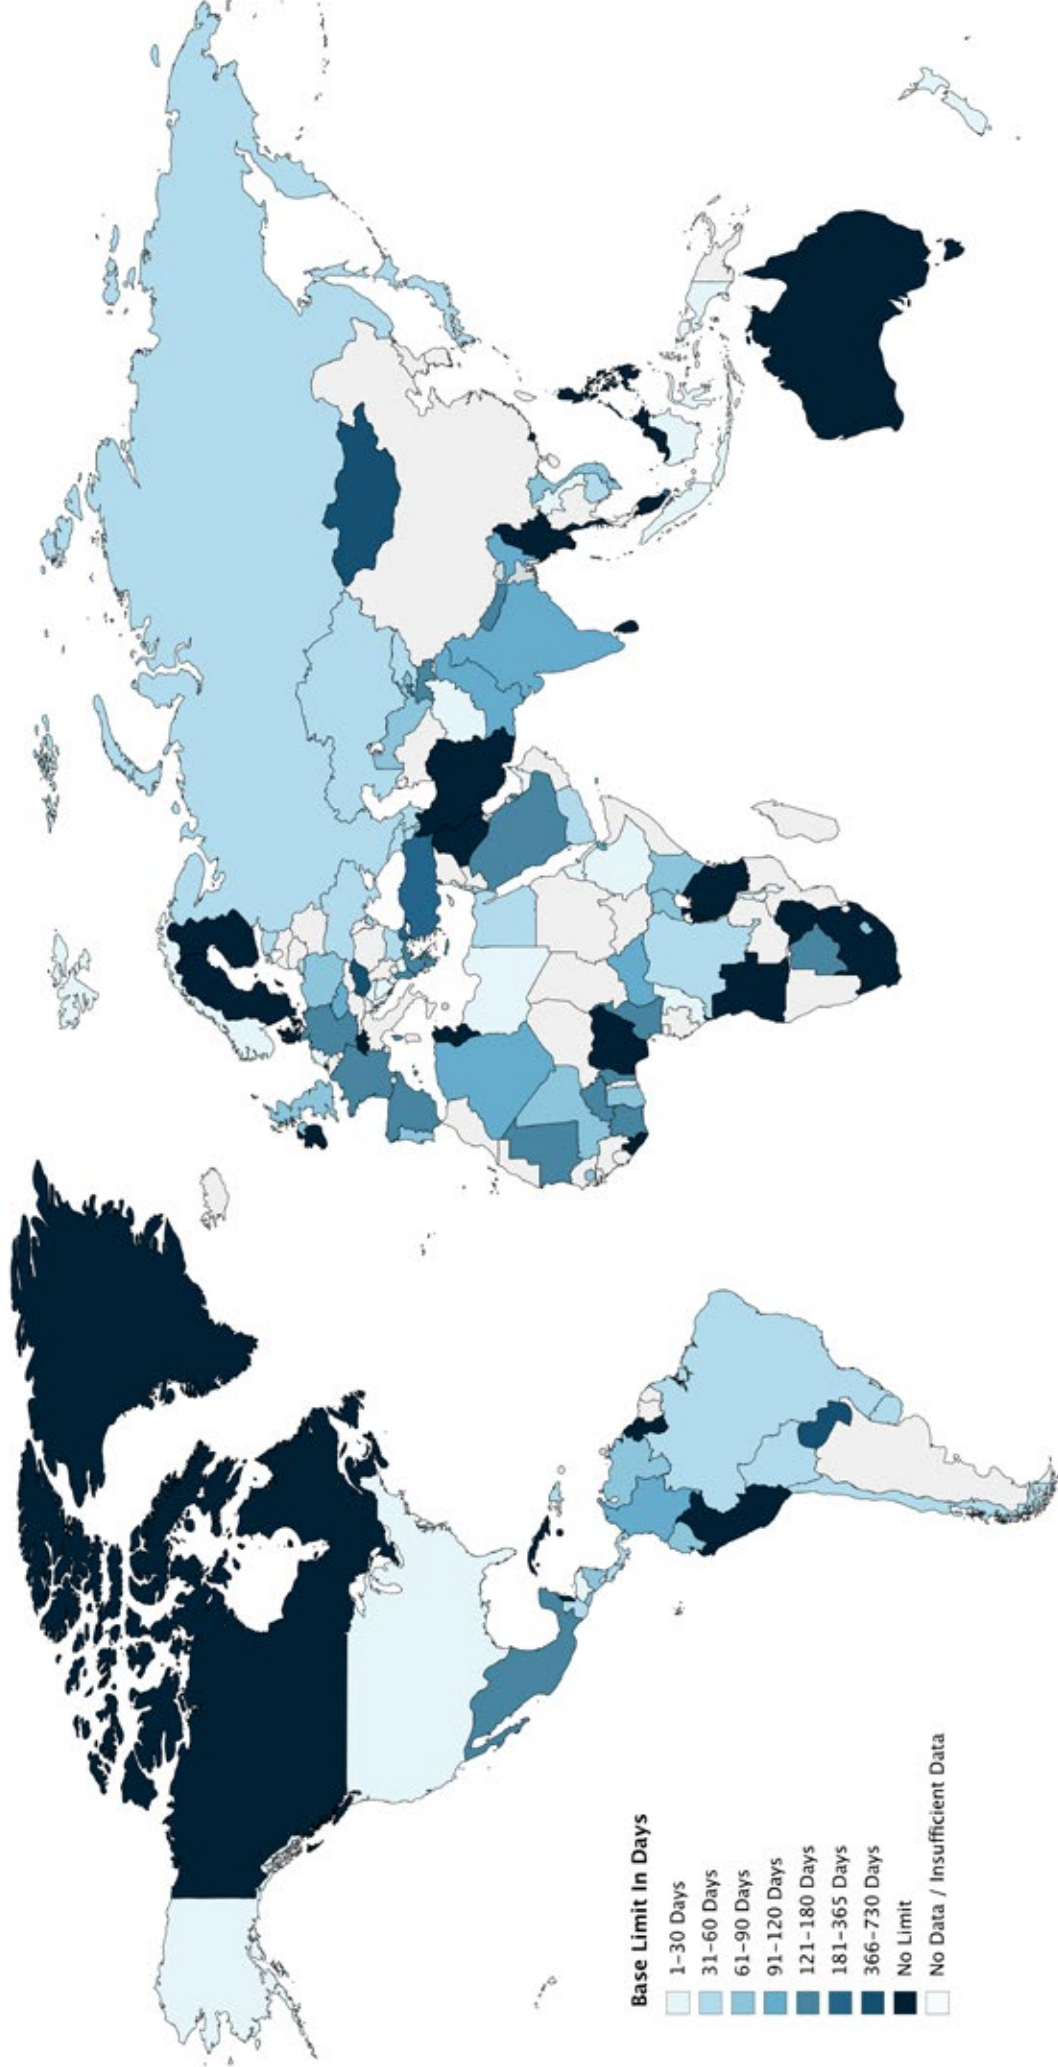 Base Limit In Days
1–30 Days
31–60 Days
61–90 Days
91–120 Days
121–180 Days
181–365 Days
366–730 Days
No Limit
No Data / Insufficient Data